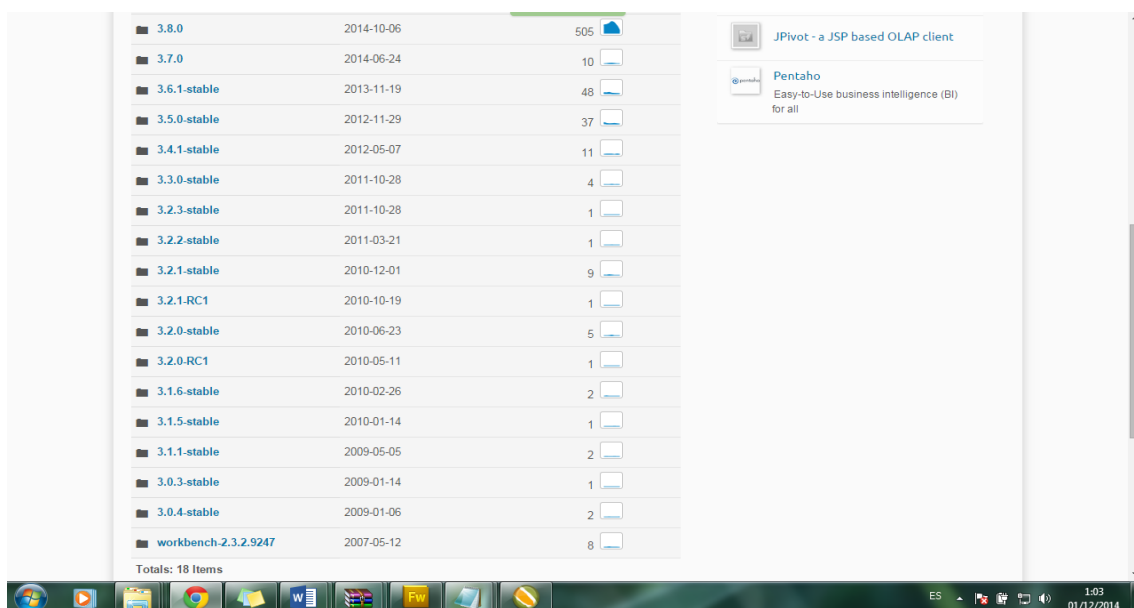 3.8.0 2014-10-06 505
3.7.0 2014-06-24 10
3.6.1-stable 2013-11-19 48
3.5.0-stable 2012-11-29 37
3.4.1-stable 2012-05-07 11
3.3.0-stable 2011-10-28 4
3.2.3-stable 2011-10-28 1
3.2.2-stable 2011-03-21 1
3.2.1-stable 2010-12-01 9
3.2.1-RC1 2010-10-19 1
3.2.0-stable 2010-06-23 5
3.2.0-RC1 2010-05-11 1
3.1.6-stable 2010-02-26 2
3.1.5-stable 2010-01-14 1
3.1.1-stable 2009-05-05 2
3.0.3-stable 2009-01-14 1
3.0.4-stable 2009-01-06 2
workbench-2.3.2.9247 2007-05-12 8
Totals: 18 Items
JPivot - a JSP based OLAP client
pentaho
Pentaho
Easy-to-Use business intelligence (BI)
for all
W
Fw
ES
1:03
01/12/2014